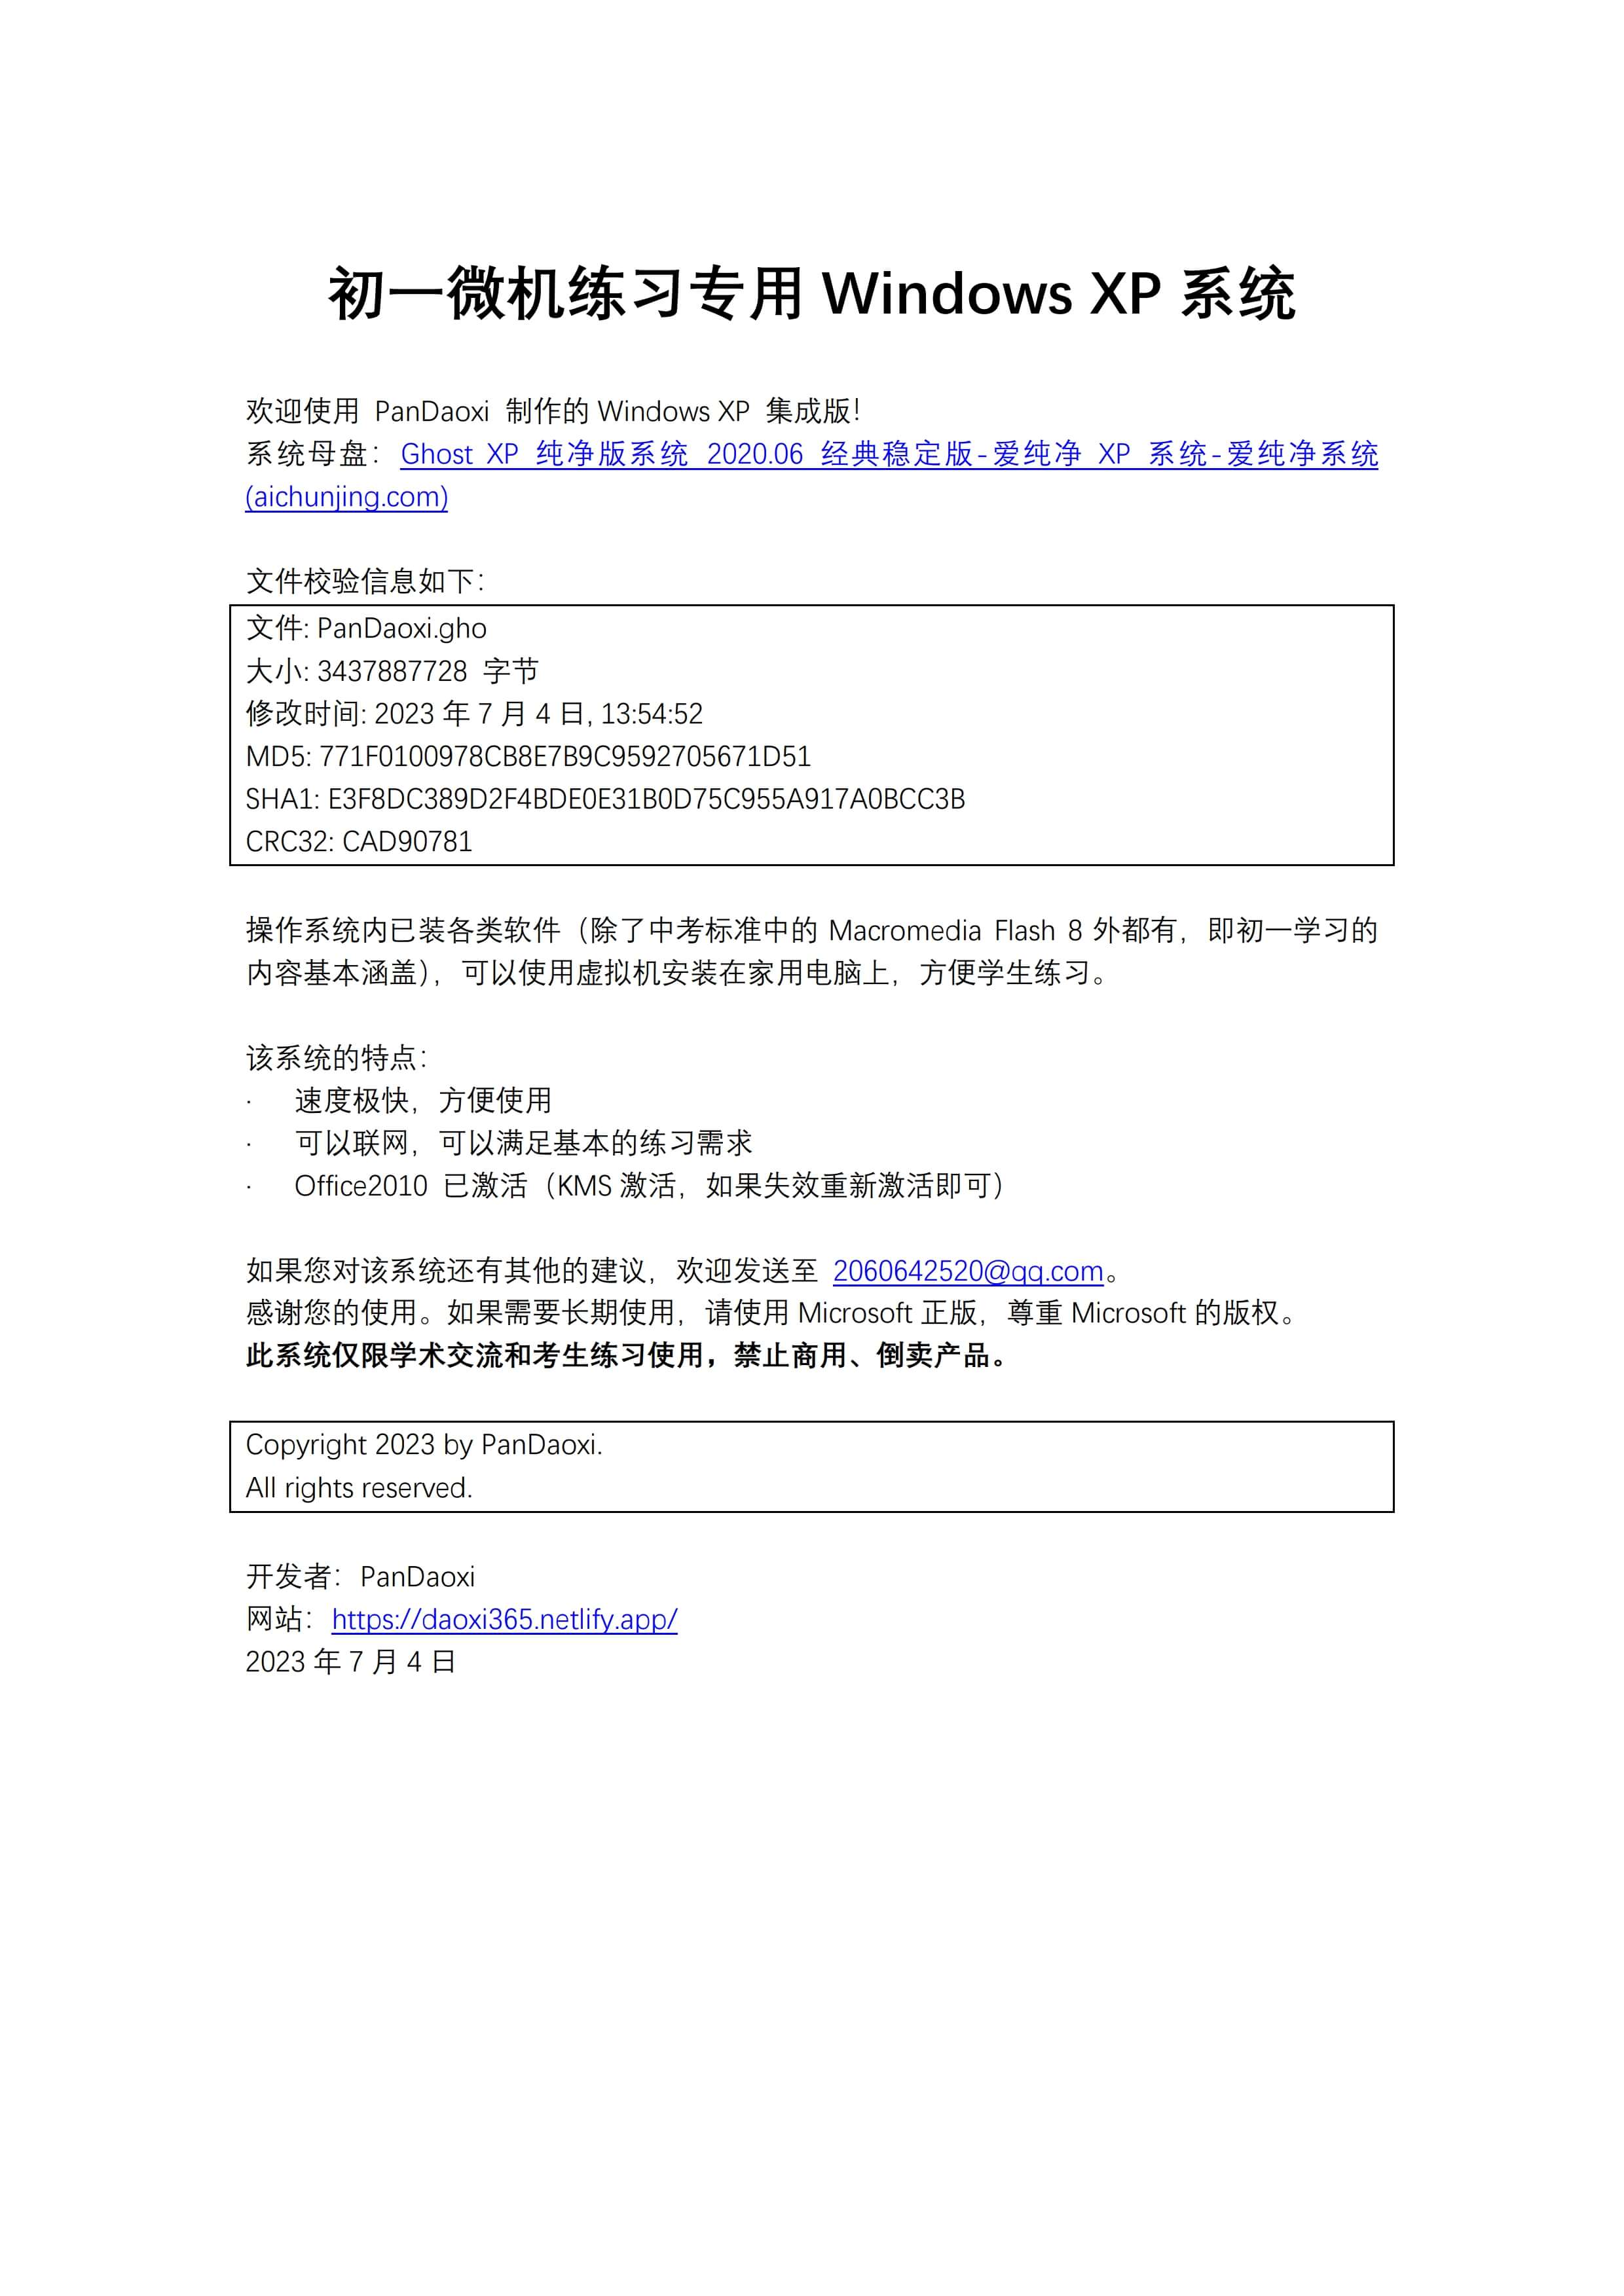 初一微机练习专用 Windows XP 系统
欢迎使用 PanDaoxi 制作的 Windows XP 集成版！
系统母盘：Ghost XP 纯净版系统 2020.06 经典稳定版-爱纯净 XP 系统-爱纯净系统
(aichunjing.com)
文件校验信息如下：
文件: PanDaoxi.gho
大小: 3437887728 字节
修改时间: 2023 年 7 月 4 日, 13:54:52
MD5: 771F0100978CB8E7B9C9592705671D51
SHA1: E3F8DC389D2F4BDE0E31B0D75C955A917A0BCC3B
CRC32: CAD90781
操作系统内已装各类软件（除了中考标准中的 Macromedia Flash 8 外都有，即初一学习的
内容基本涵盖），可以使用虚拟机安装在家用电脑上，方便学生练习。
该系统的特点：
· 速度极快，方便使用
· 可以联网，可以满足基本的练习需求
· Office2010 已激活（KMS 激活，如果失效重新激活即可）
如果您对该系统还有其他的建议，欢迎发送至 2060642520@qq.com。
感谢您的使用。如果需要长期使用，请使用 Microsoft 正版，尊重 Microsoft 的版权。
此系统仅限学术交流和考生练习使用，禁止商用、倒卖产品。
Copyright 2023 by PanDaoxi.
All rights reserved.
开发者：PanDaoxi
网站：https://daoxi365.netlify.app/
2023 年 7 月 4 日